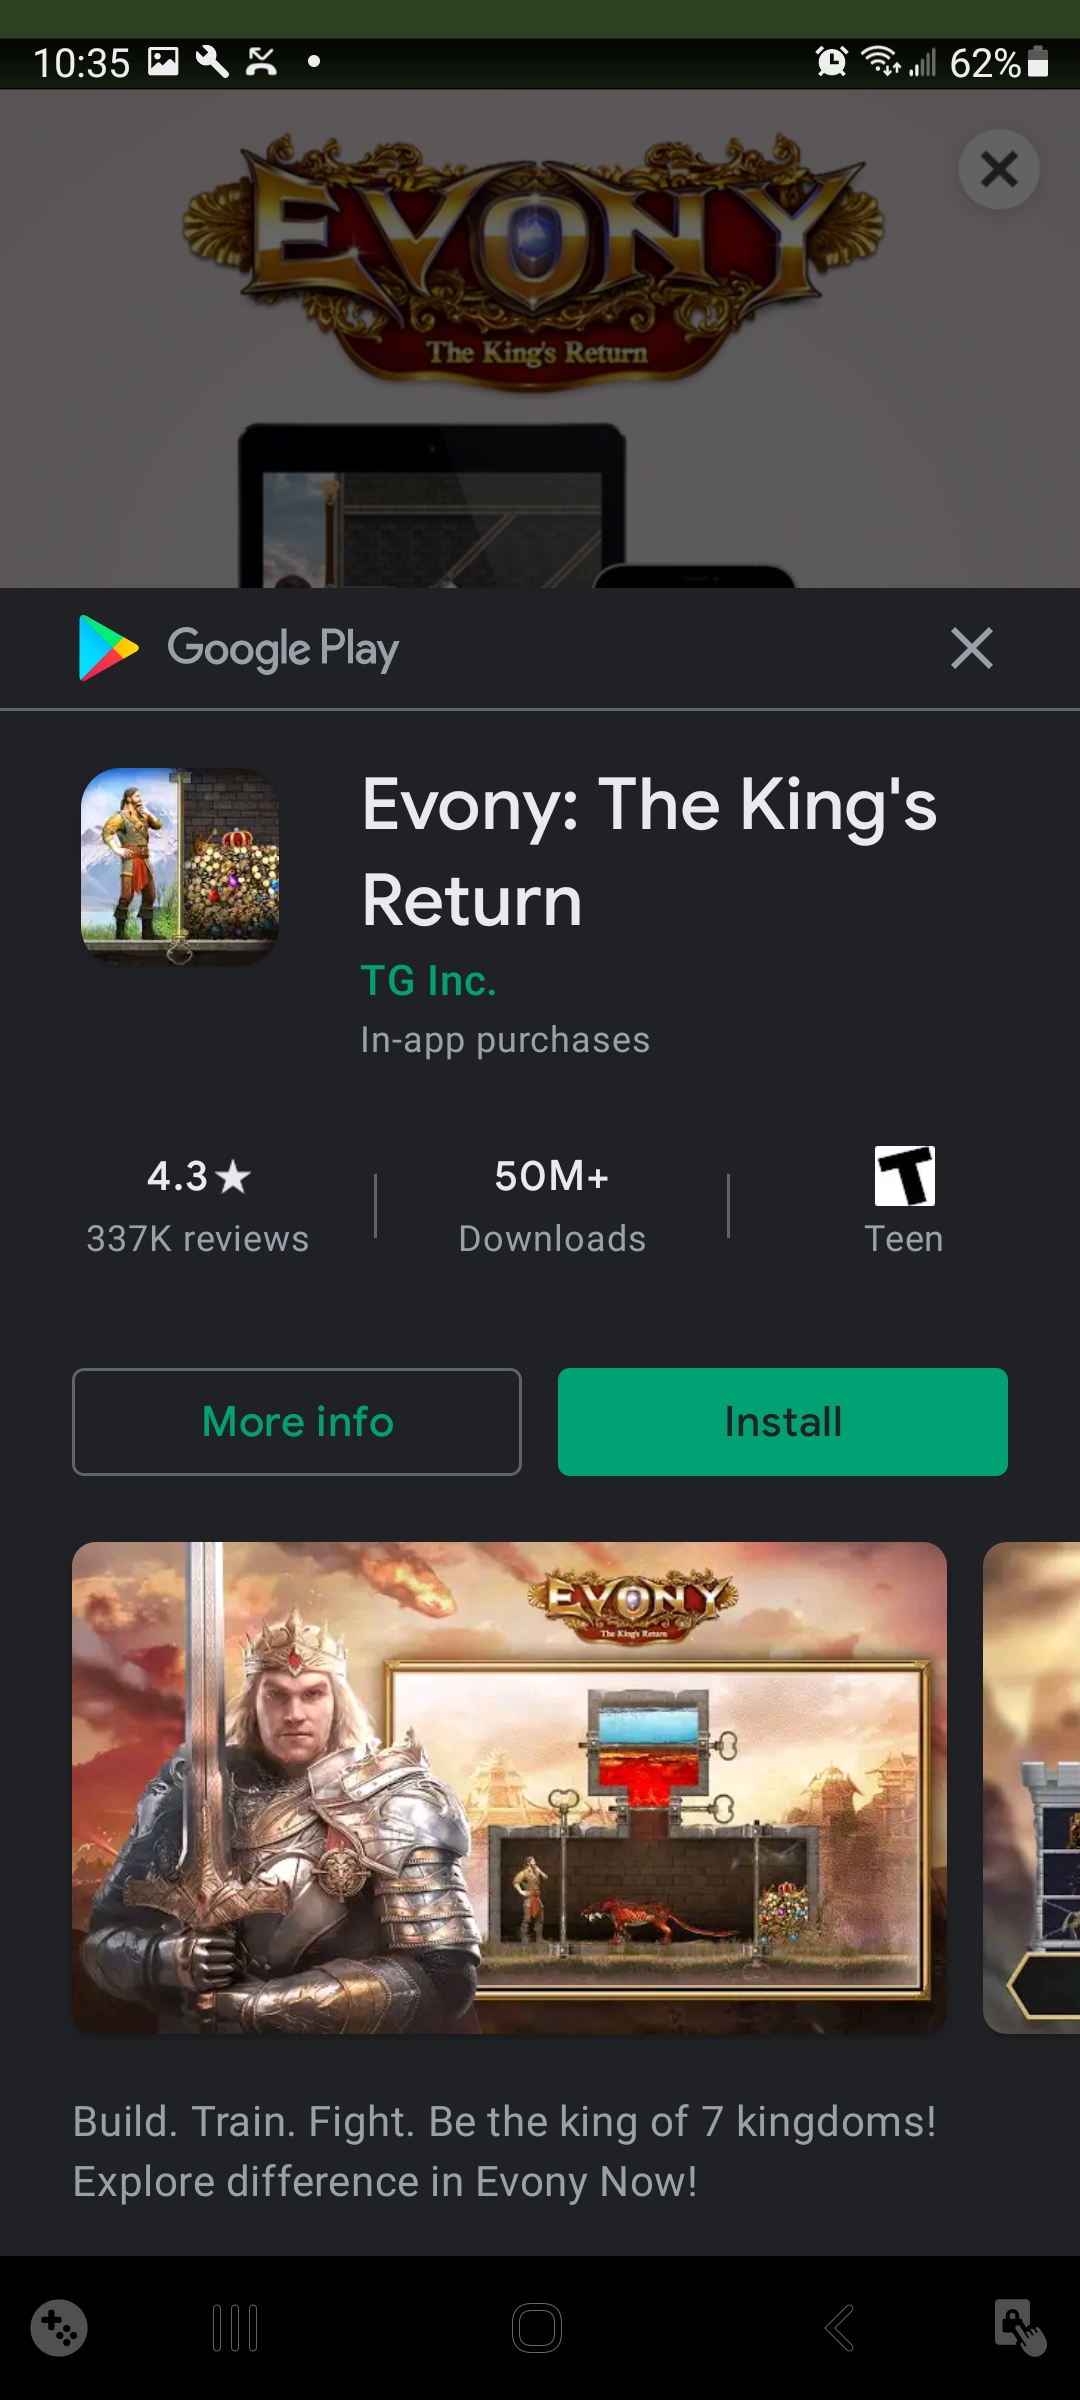 10:35
62%
EVONY
The King's Return
Google Play
Evony: The King's
Return
TG Inc.
In-app purchases
4.3★
337K reviews
50M+
Downloads
T
Teen
More info
Install
EVONY
The King's Return
Build. Train. Fight. Be the king of 7 kingdoms!
Explore difference in Evony Now!